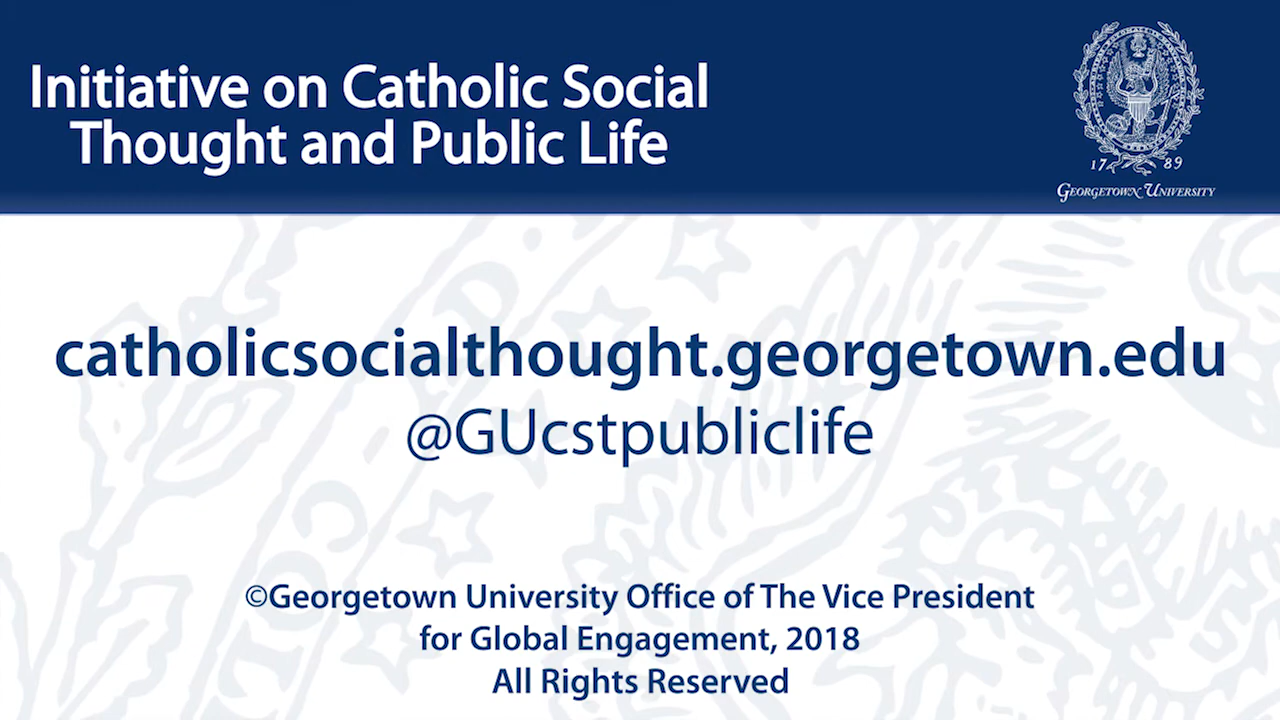 Initiative on Catholic Social
Thought and Public Life
17 89
Georgetown University
catholicsocialthought.georgetown.edu
@GUcstpubliclife
©Georgetown University Office of The Vice President
for Global Engagement, 2018
All Rights Reserved